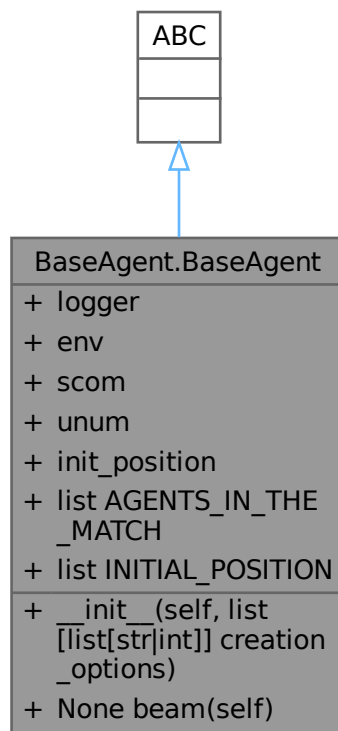 ABC
BaseAgent.BaseAgent
+ logger
+ env
+ scom
+ unum
+ init_position
+ list AGENTS_IN_THE
_MATCH
+ list INITIAL_POSITION
+ __init__(self, list
[list[str|int]] creation
_options)
+ None beam(self)